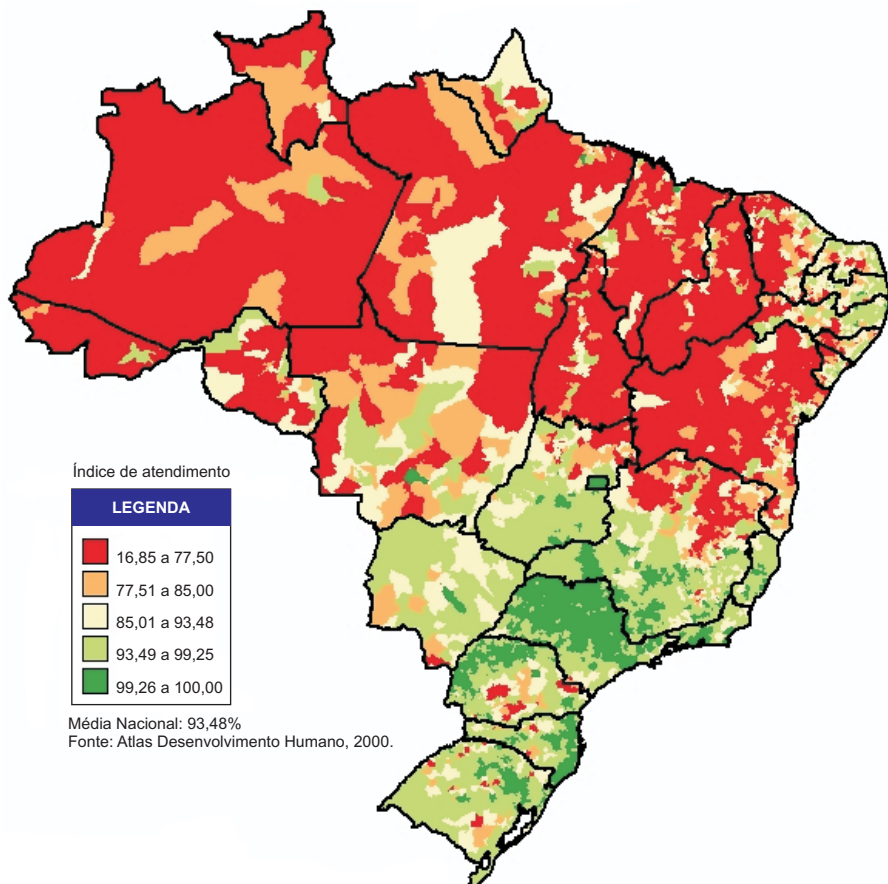 Índice de atendimento
LEGENDA
16,85 a 77,50
77,51 a 85,00
85,01 a 93,48
93,49 a 99,25
99,26 a 100,00
Média Nacional: 93,48%
Fonte: Atlas Desenvolvimento Humano, 2000.